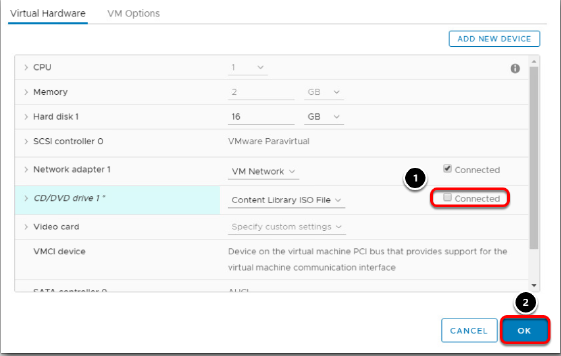 Virtual Hardware VM Options
ADD NEW DEVICE
> CPU 1
> Memory 2 GB
> Hard disk 1 16 GB
SCSI controller 0 VMware Paravirtual
> Network adapter 1 VM Network Connected
1
> CD/DVD drive 1 * Content Library ISO File Connected
> Video card Specify custom settings
VMCI device Device on the virtual machine PCI bus that provides support for the
virtual machine communication interface
SATA controller 0 AHCI
2
CANCEL OK